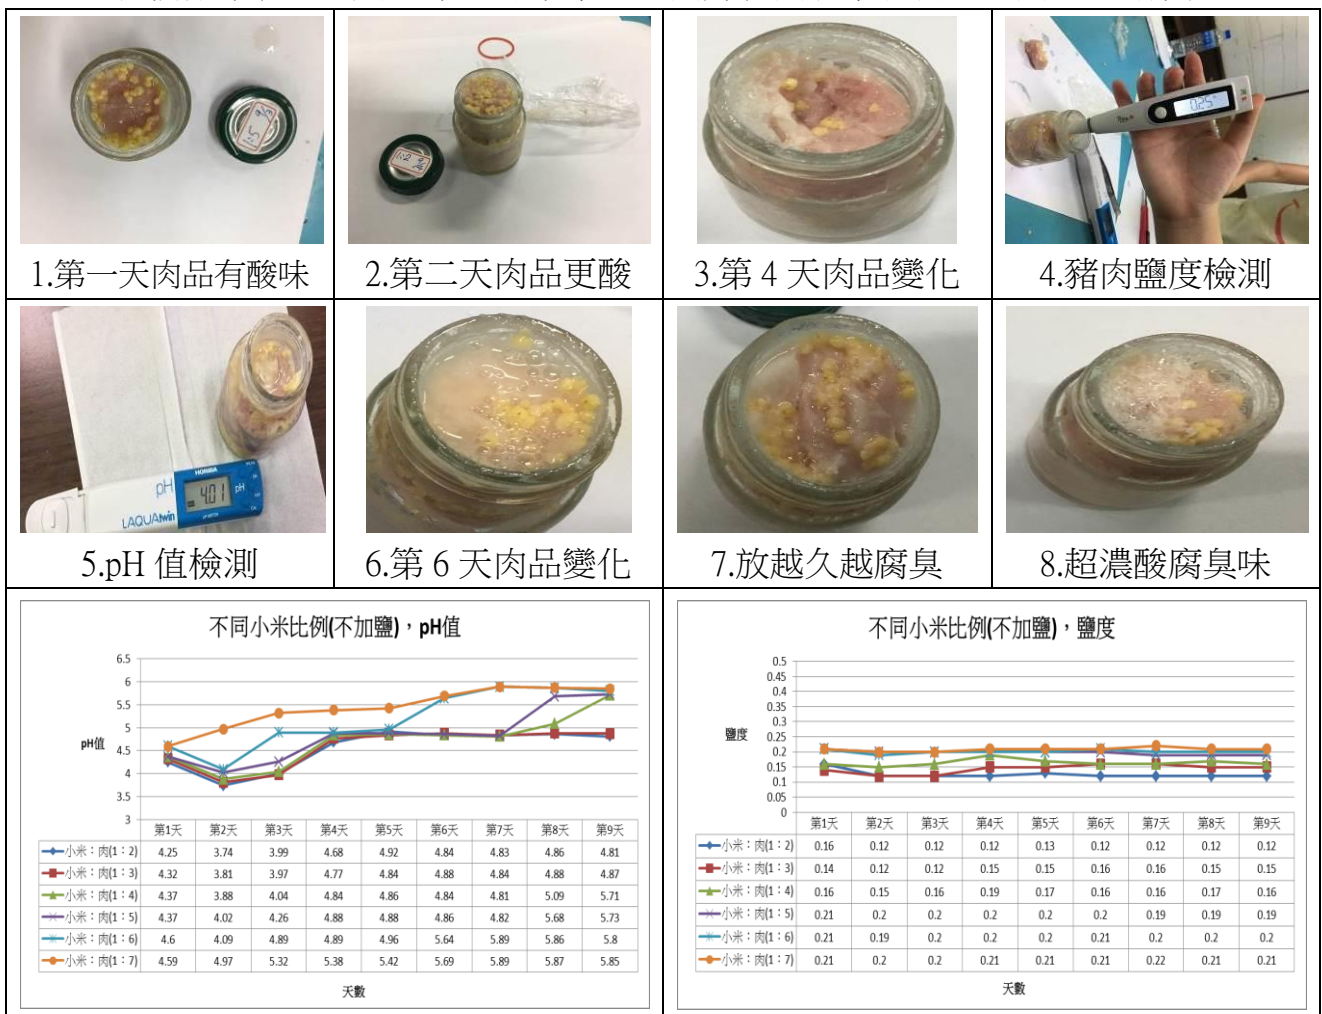 1:5
1:2
0.25
1.第一天肉品有酸味
2.第二天肉品更酸
3.第 4 天肉品變化
4.豬肉鹽度檢測
HORIBA
pH
4.01 pH
LAQUAtwin
5.pH 值檢測
6.第 6 天肉品變化
7.放越久越腐臭
8.超濃酸腐臭味
不同小米比例(不加鹽)，pH值
6.5
6
5.5
5
4.5
4
3.5
3
pH值
第1天 第2天 第3天 第4天 第5天 第6天 第7天 第8天 第9天
小米：肉(1：2) 4.25 3.74 3.99 4.68 4.92 4.84 4.83 4.86 4.81
小米：肉(1：3) 4.32 3.81 3.97 4.77 4.84 4.88 4.84 4.88 4.87
小米：肉(1：4) 4.37 3.88 4.04 4.84 4.86 4.84 4.81 5.09 5.71
小米：肉(1：5) 4.37 4.02 4.26 4.88 4.88 4.86 4.82 5.68 5.73
小米：肉(1：6) 4.6 4.09 4.89 4.89 4.96 5.64 5.89 5.86 5.8
小米：肉(1：7) 4.59 4.97 5.32 5.38 5.42 5.69 5.89 5.87 5.85
天數
不同小米比例(不加鹽)，鹽度
0.5
0.45
0.4
0.35
0.3
0.25
0.2
0.15
0.1
0.05
0
鹽度
第1天 第2天 第3天 第4天 第5天 第6天 第7天 第8天 第9天
小米：肉(1：2) 0.16 0.12 0.12 0.12 0.13 0.12 0.12 0.12 0.12
小米：肉(1：3) 0.14 0.12 0.12 0.15 0.15 0.16 0.16 0.15 0.15
小米：肉(1：4) 0.16 0.15 0.16 0.19 0.17 0.16 0.16 0.17 0.16
小米：肉(1：5) 0.21 0.2 0.2 0.2 0.2 0.2 0.19 0.19 0.19
小米：肉(1：6) 0.21 0.19 0.2 0.2 0.2 0.21 0.2 0.2 0.2
小米：肉(1：7) 0.21 0.2 0.2 0.21 0.21 0.21 0.22 0.21 0.21
天數